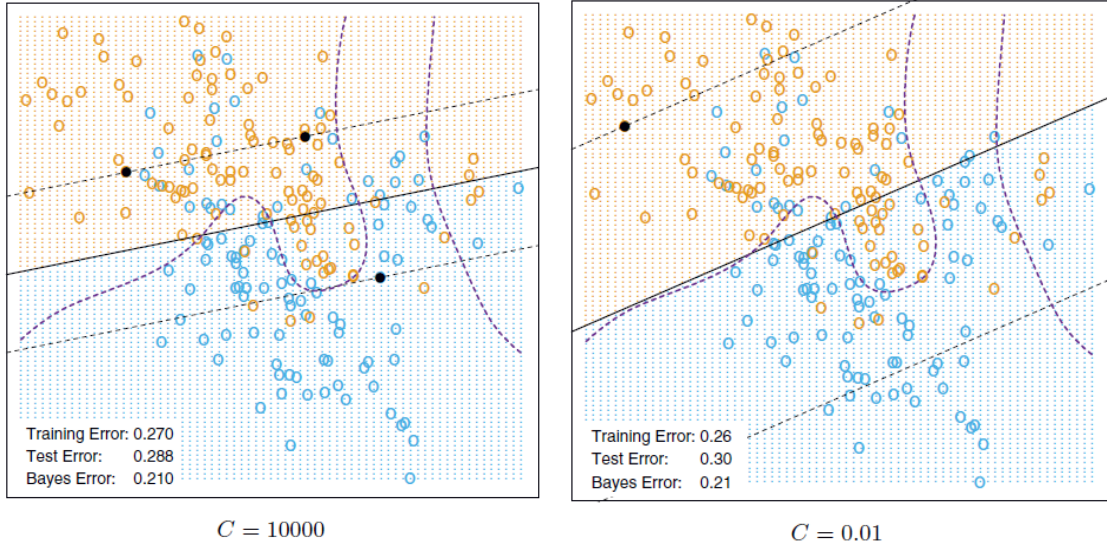 Training Error: 0.270
Test Error: 0.288
Bayes Error: 0.210
C = 10000
Training Error: 0.26
Test Error: 0.30
Bayes Error: 0.21
C = 0.01